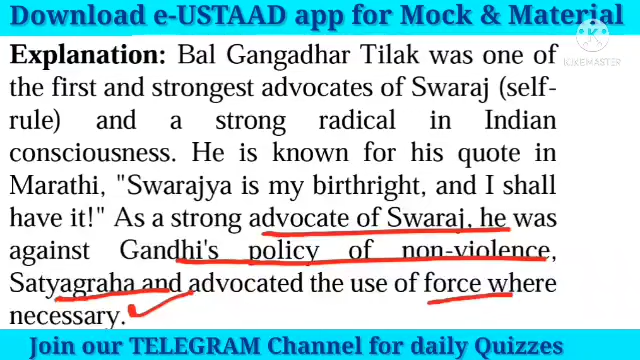 Download e-USTAAD app for Mock & Material
Explanation: Bal Gangadhar Tilak was one of
the first and strongest advocates of Swaraj (self-
rule) and a strong radical in Indian
consciousness. He is known for his quote in
Marathi, "Swarajya is my birthright, and I shall
have it!" As a strong advocate of Swaraj, he was
against Gandhi's policy of non-violence,
Satyagraha and advocated the use of force where
necessary.
Join our TELEGRAM Channel for daily Quizzes
K
KINEMASTER